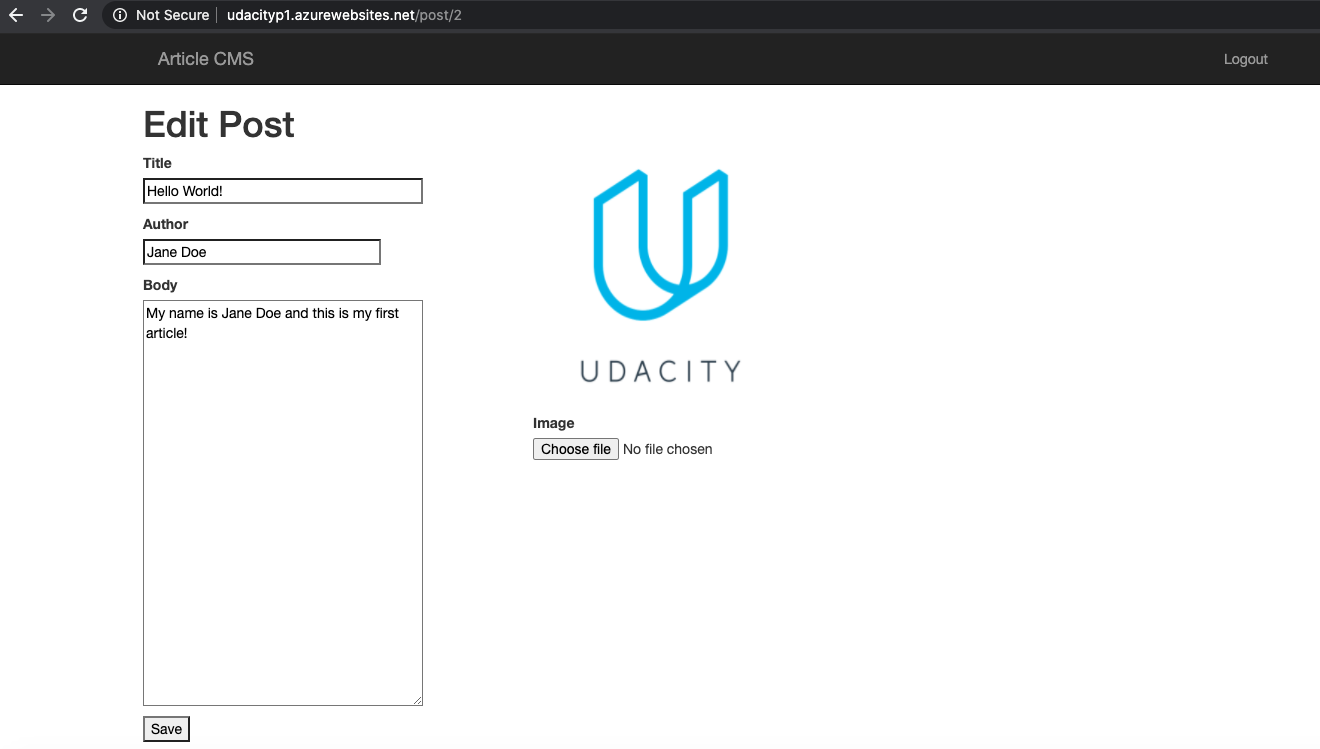 Not Secure udacityp1.azurewebsites.net/post/2
Article CMS
Logout
Edit Post
Title
Hello World!
Author
Jane Doe
Body
My name is Jane Doe and this is my first
article!
Save
UDACITY
Image
Choose file No file chosen